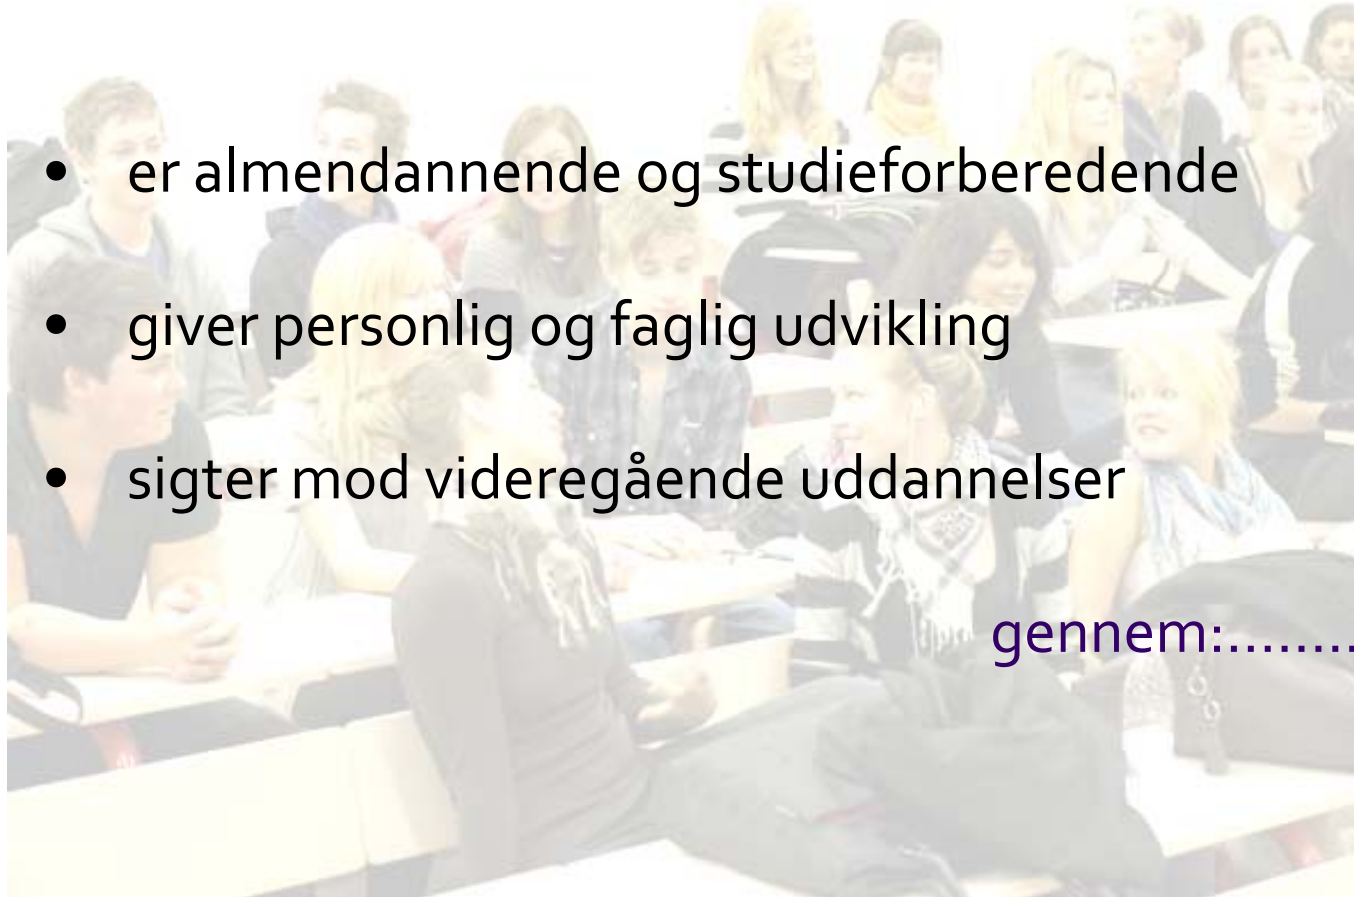 • er almendannende og studieforberedende
• giver personlig og faglig udvikling
• sigter mod videregående uddannelser
gennem:........